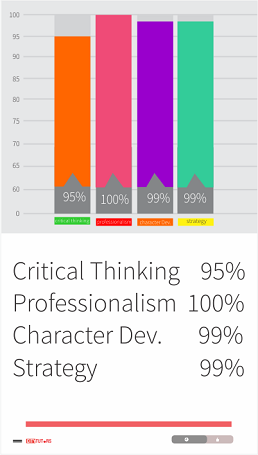 100
90
90
85
80
75
70
65
60
0
95%
100%
99%
99%
critical thinking
professionalism
character Dev.
strategy
Critical Thinking 95%
Professionalism 100%
Character Dev. 99%
Strategy 99%